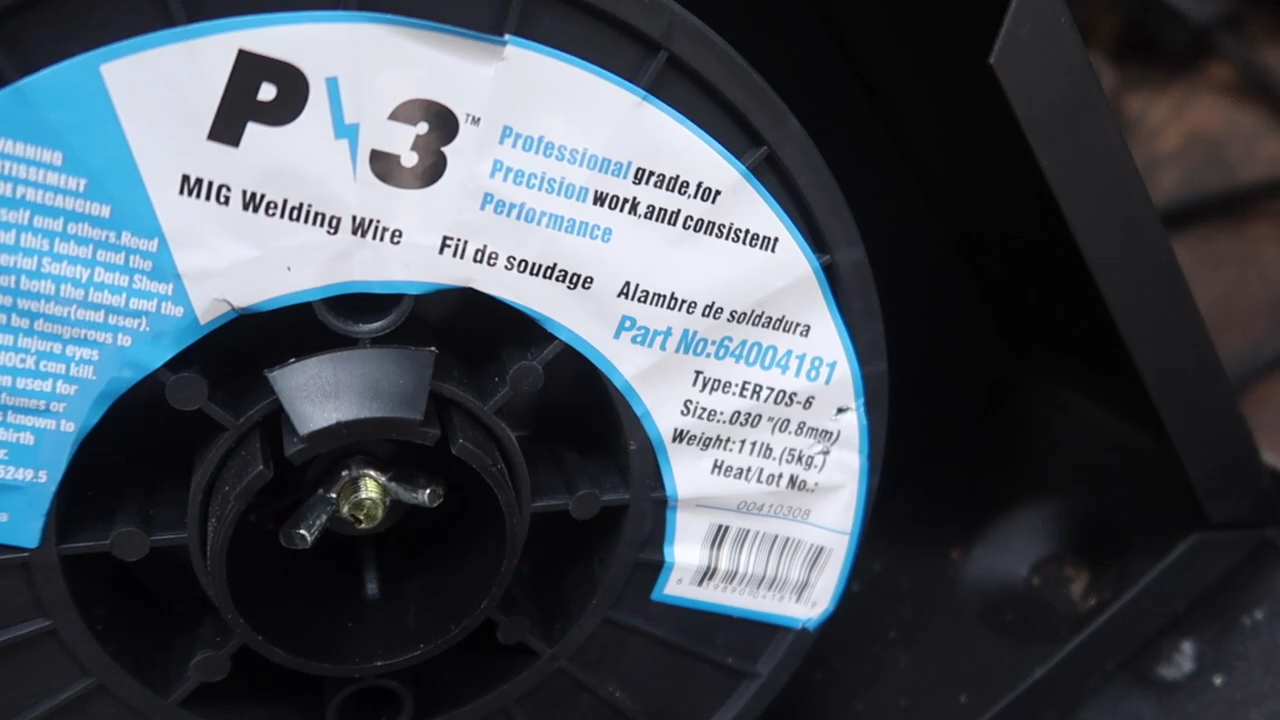 WARNING
TISSEMENT
DE PRECAUCION
self and others.Read
nd this label and the
erial Safety Data Sheet
at both the label and the
he welder(end user).
n be dangerous to
an injure eyes
HOCK can kill.
en used for
fumes or
s known to
birth
r.
5249.5
P 3™
MIG Welding Wire
Fil de soudage
Alambre de soldadura
Professional grade,for
Precision work,and consistent
Performance
Part No:64004181
Type:ER70S-6
Size:.030 "(0.8mm)
Weight:11lb.(5kg.)
Heat/Lot No.:
00410308